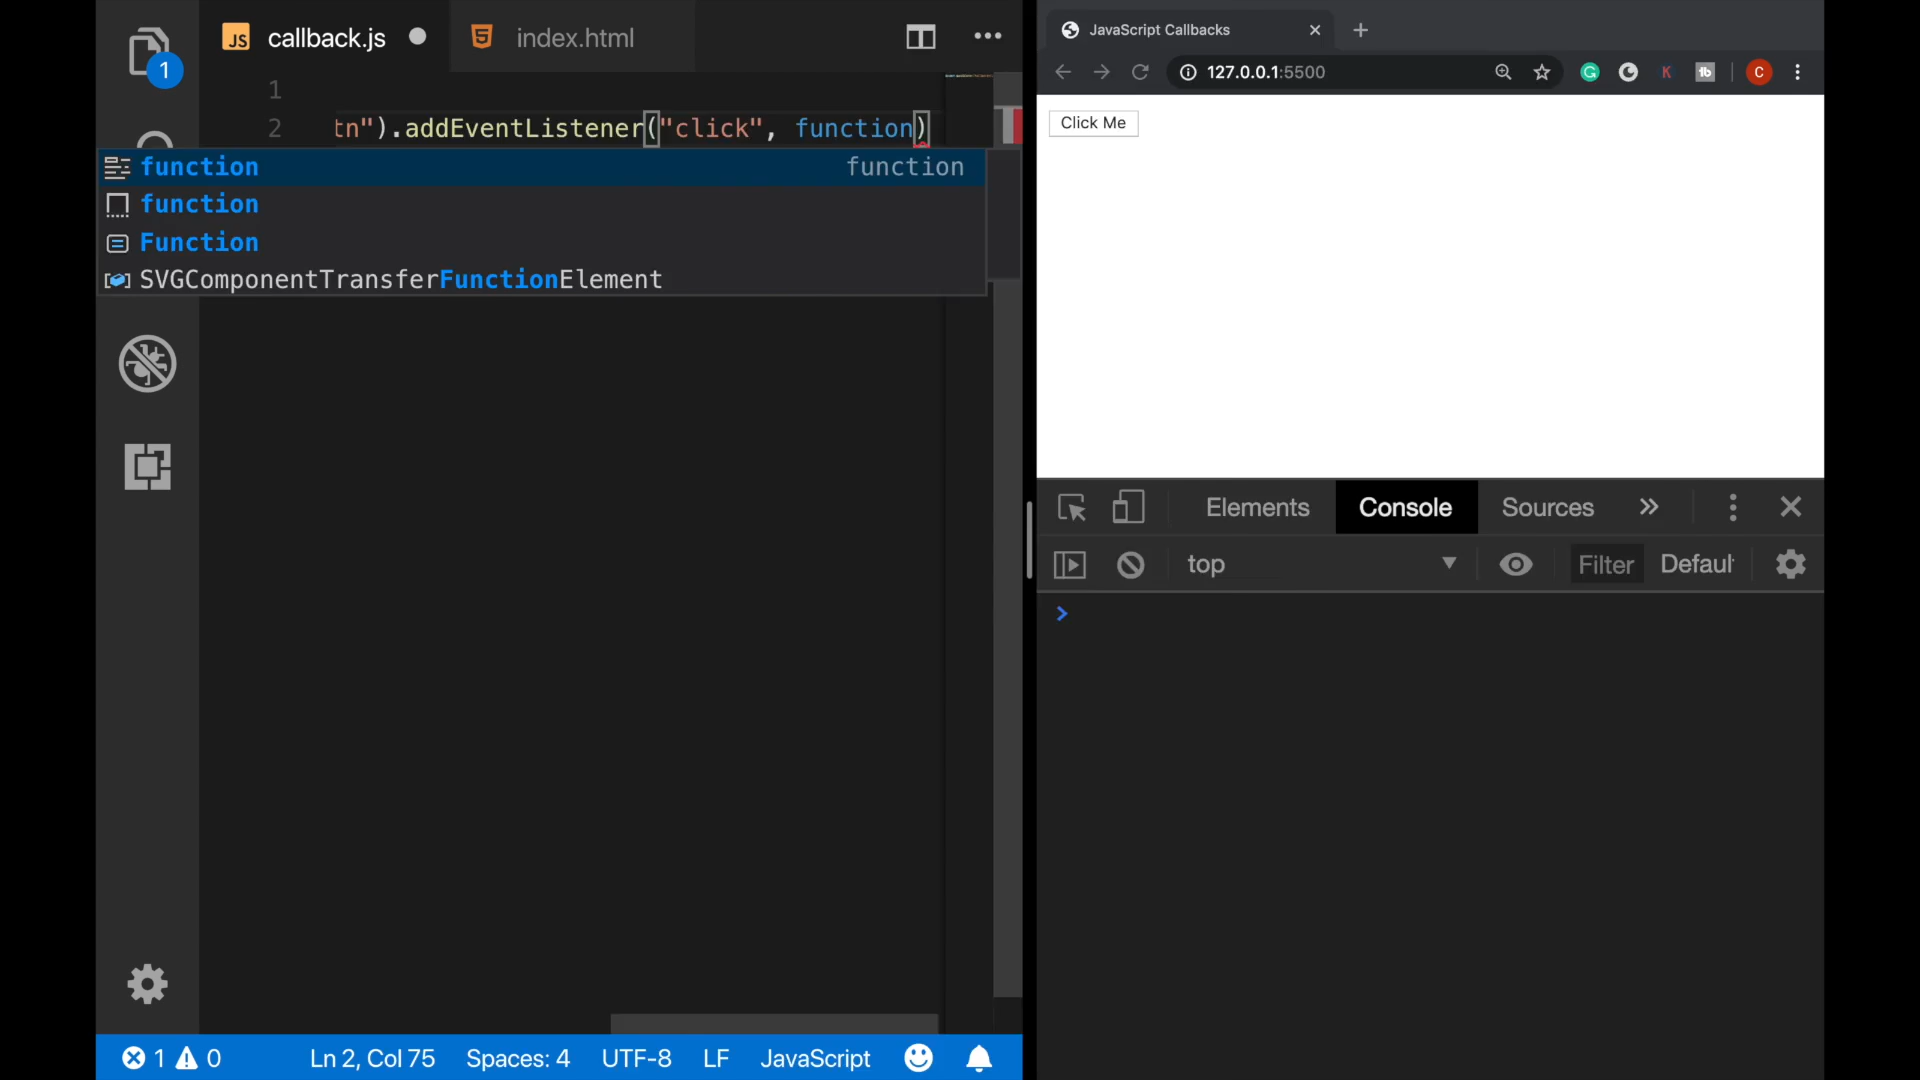 1
JS callback.js
index.html
1
2 tn").addEventListener("click", function)
function function
function
Function
SVGComponentTransferFunctionElement
1 0
Ln 2, Col 75
Spaces: 4
UTF-8
LF
JavaScript
JavaScript Callbacks
127.0.0.1:5500
G
K
tb
C
Click Me
Elements
Console
Sources
top
Filter
Defaul